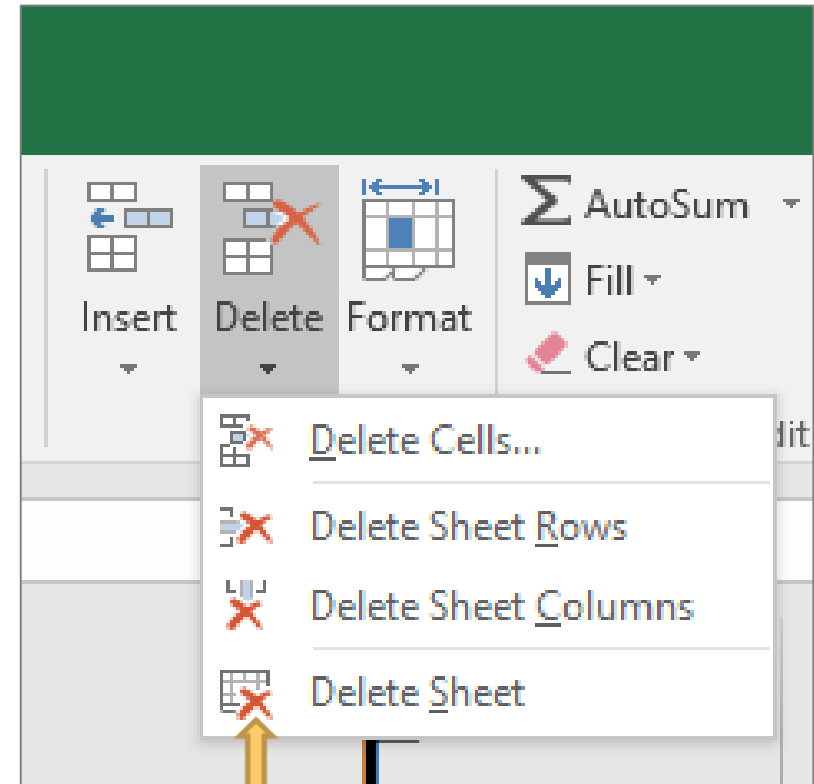 Insert Delete Format
AutoSum
Fill
Clear
Delete Cells...
Delete Sheet Rows
Delete Sheet Columns
Delete Sheet